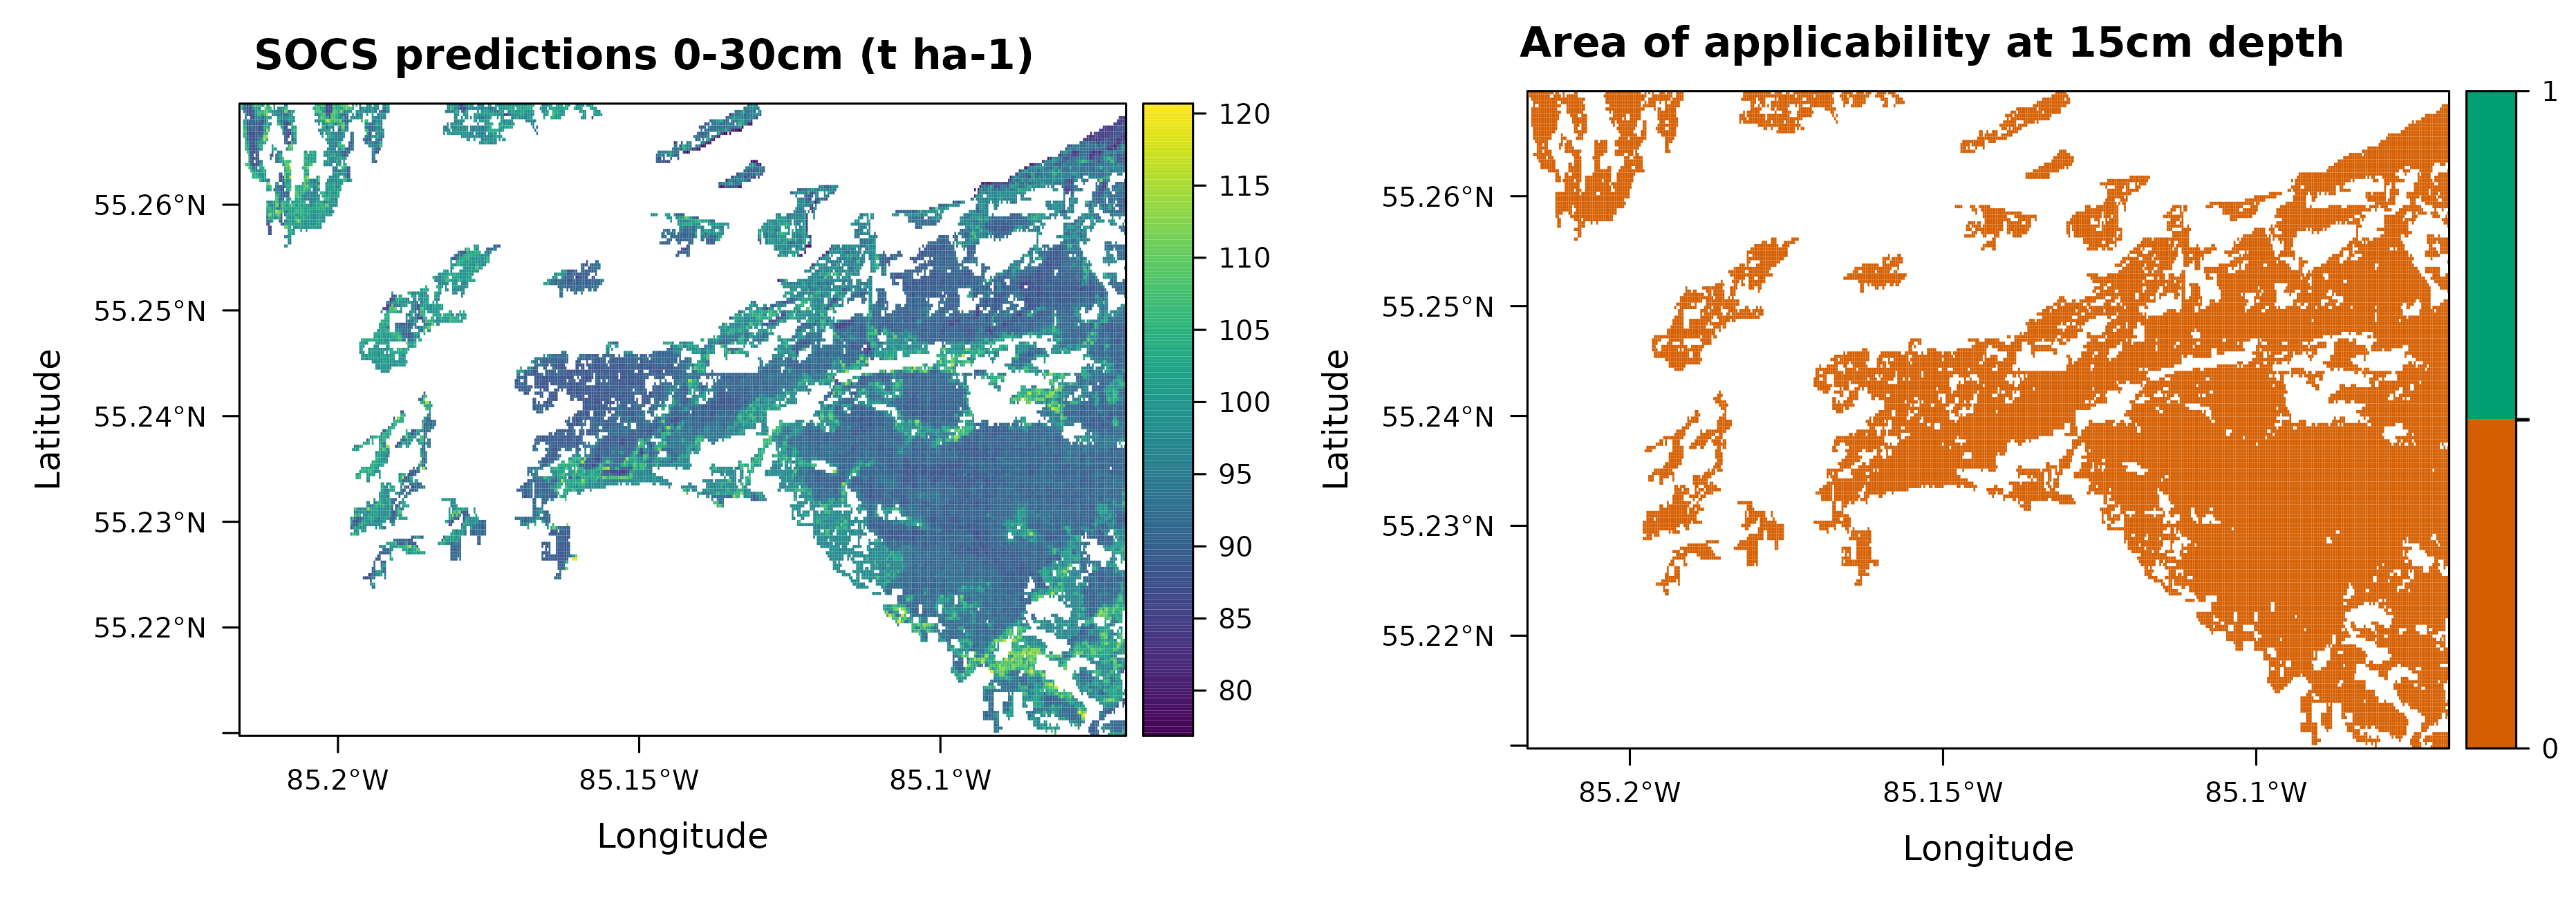 SOCS predictions 0-30cm (t ha-1)
Latitude
55.26°N
55.25°N
55.24°N
55.23°N
55.22°N
85.2°W
85.15°W
85.1°W
Longitude
120
115
110
105
100
95
90
85
80
Area of applicability at 15cm depth
Latitude
55.26°N
55.25°N
55.24°N
55.23°N
55.22°N
85.2°W
85.15°W
85.1°W
Longitude
1
0